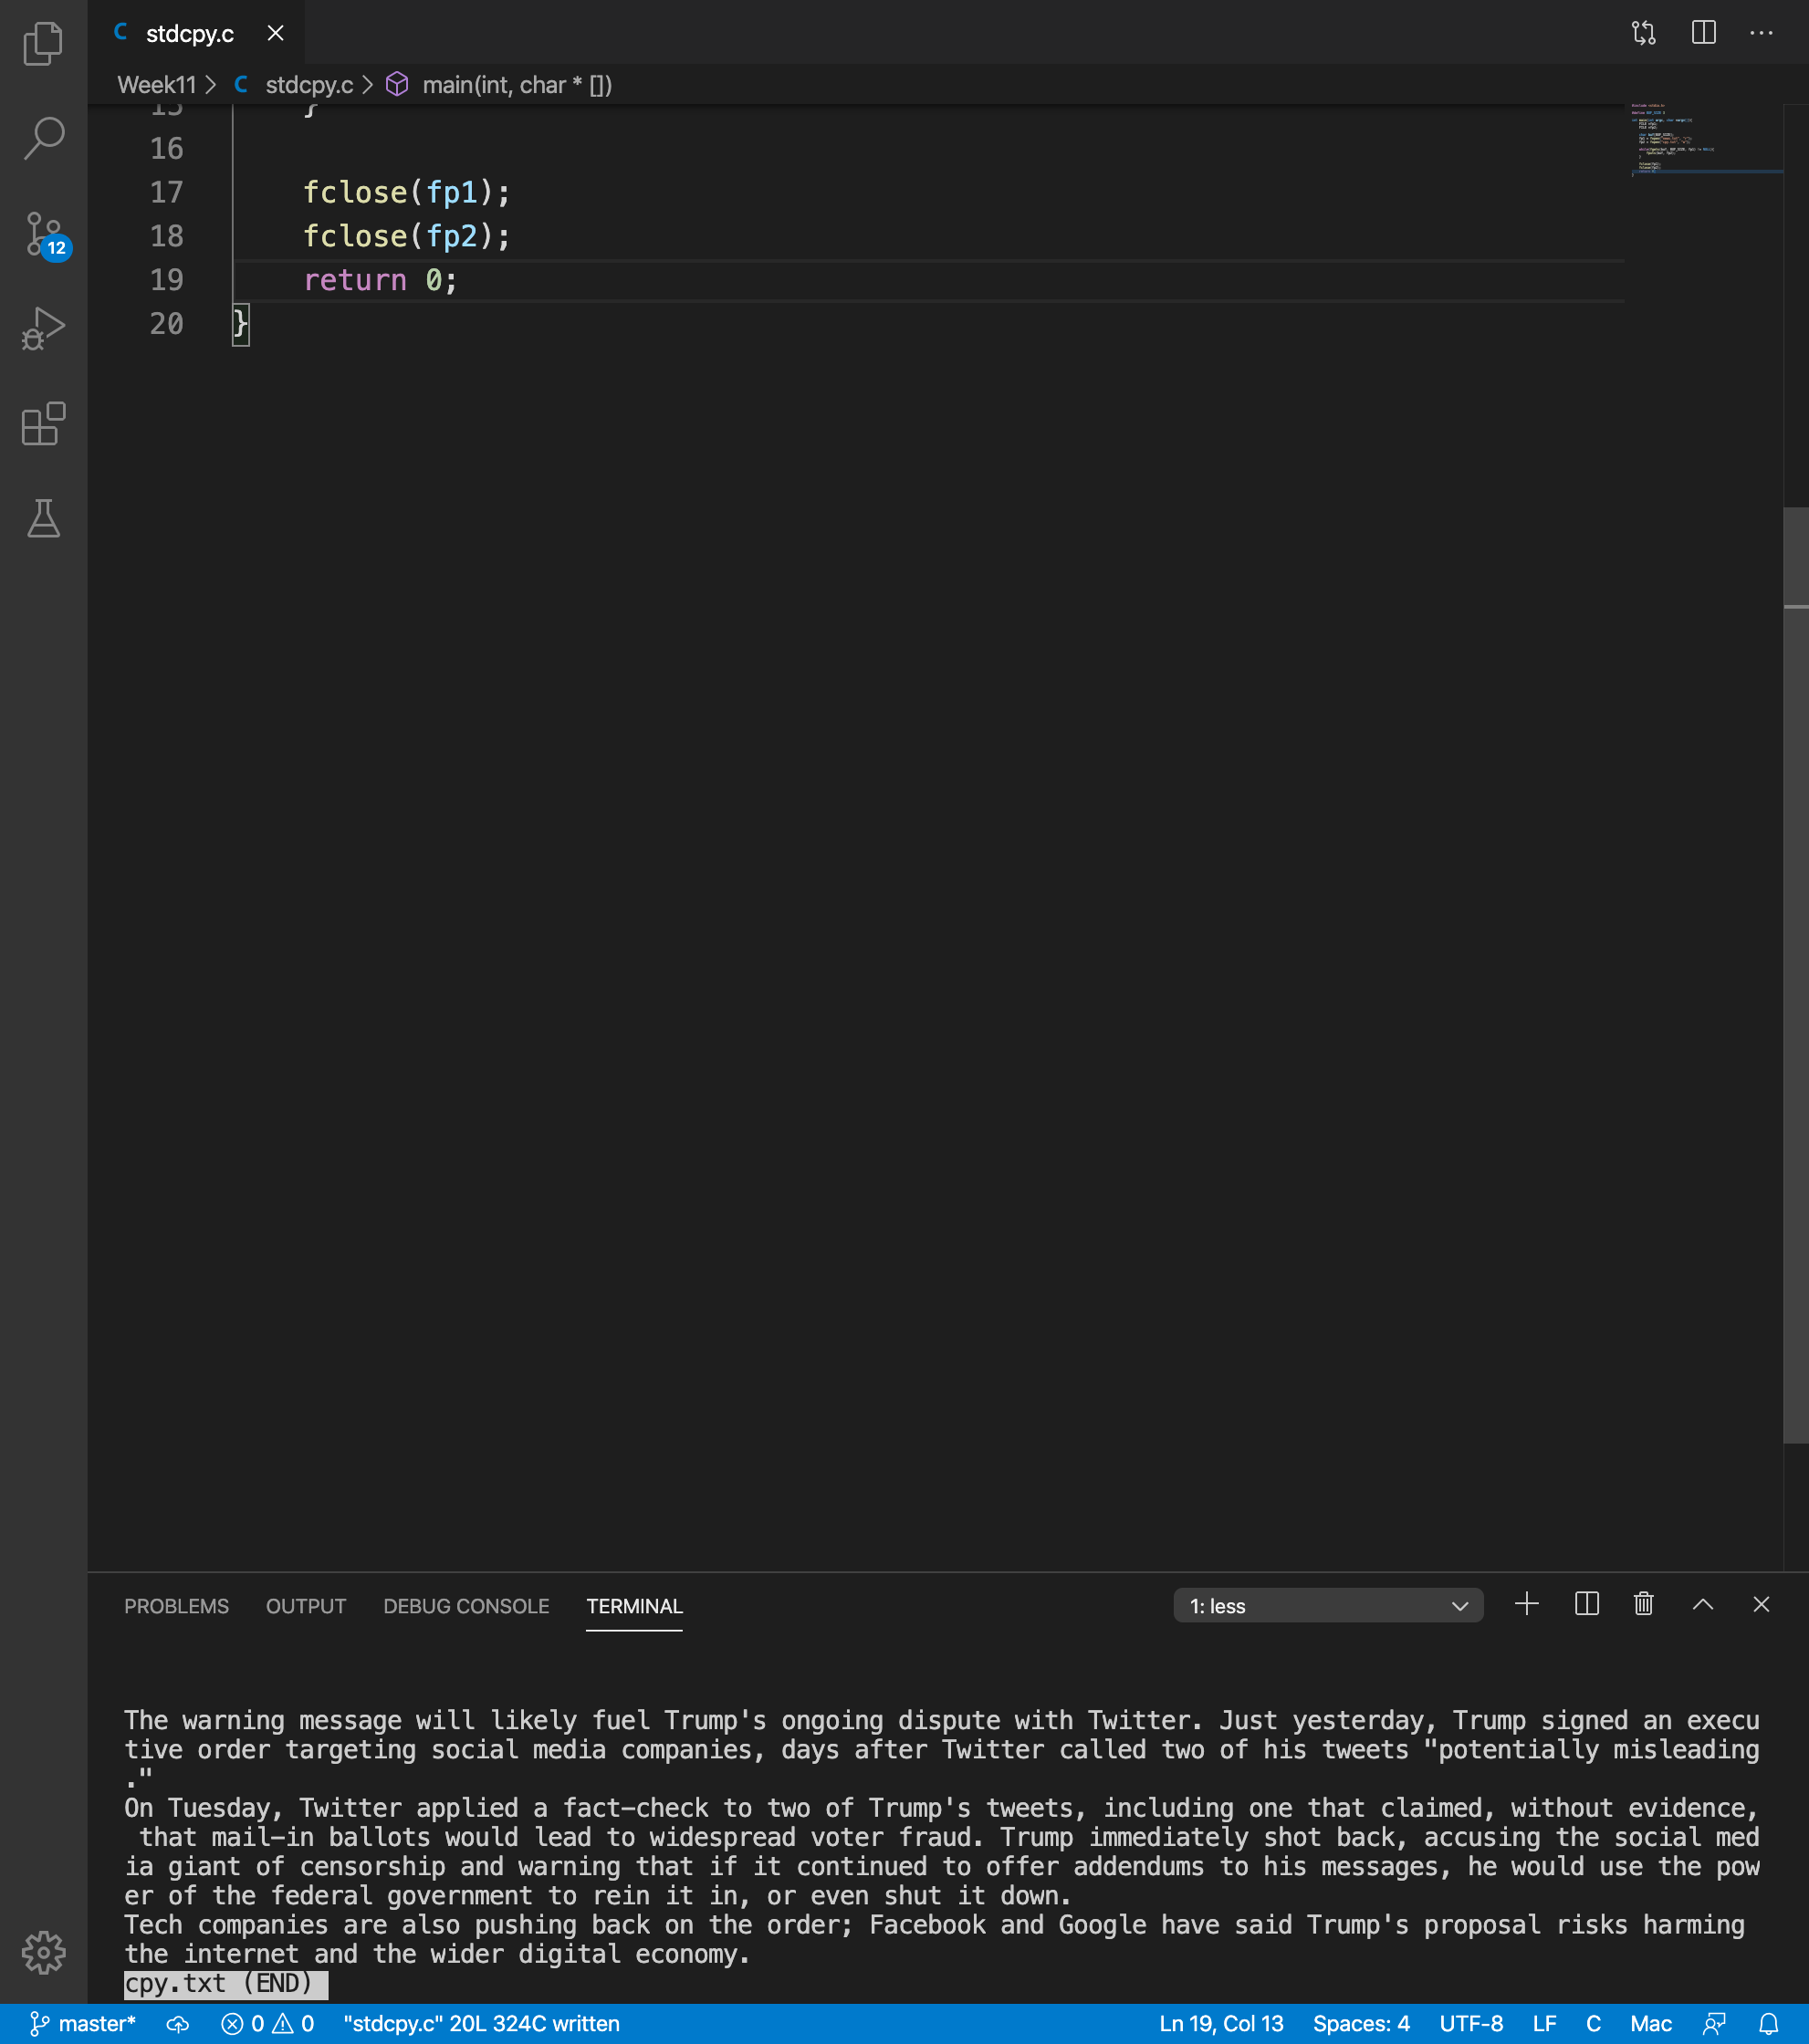 stdcpy.c
Week11 > stdcpy.c > main(int, char * [])
15 }
16
17 fclose(fp1);
18 fclose(fp2);
19 return 0;
20 }
12
PROBLEMS OUTPUT DEBUG CONSOLE TERMINAL 1: less
The warning message will likely fuel Trump's ongoing dispute with Twitter. Just yesterday, Trump signed an execu
tive order targeting social media companies, days after Twitter called two of his tweets "potentially misleading
."
On Tuesday, Twitter applied a fact-check to two of Trump's tweets, including one that claimed, without evidence,
 that mail-in ballots would lead to widespread voter fraud. Trump immediately shot back, accusing the social med
ia giant of censorship and warning that if it continued to offer addendums to his messages, he would use the pow
er of the federal government to rein it in, or even shut it down.
Tech companies are also pushing back on the order; Facebook and Google have said Trump's proposal risks harming
the internet and the wider digital economy.
cpy.txt (END)
master* 0 0 "stdcpy.c" 20L 324C written Ln 19, Col 13 Spaces: 4 UTF-8 LF C Mac